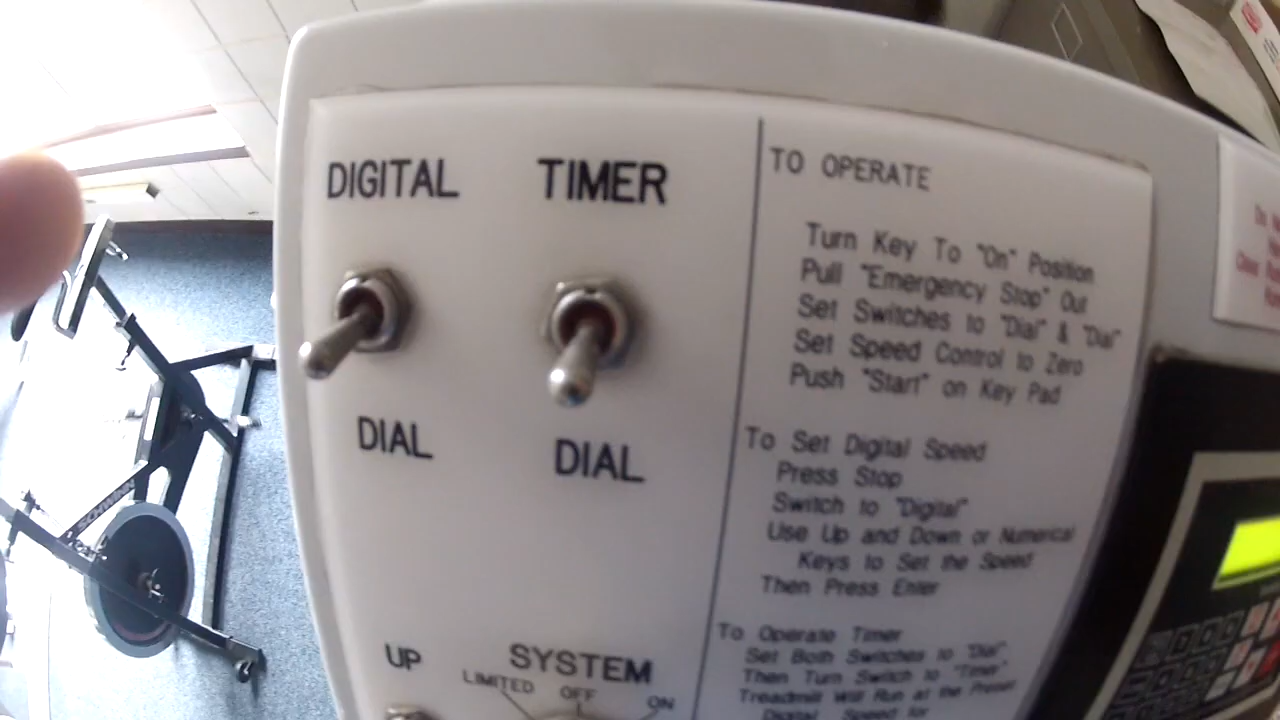 DIGITAL TIMER
DIAL DIAL
UP SYSTEM
LIMITED OFF ON
TO OPERATE
Turn Key To "On" Position
Pull "Emergency Stop" Out
Set Switches to "Dial" & "Dial"
Set Speed Control to Zero
Push "Start" on Key Pad
To Set Digital Speed
Press Stop
Switch to "Digital"
Use Up and Down or Numerical
Keys to Set the Speed
Then Press Enter
To Operate Timer
Set Both Switches to "Dial"
Then Turn Switch to "Timer"
Treadmill Will Run at the Preset
Digital Speed for
SCHWINN